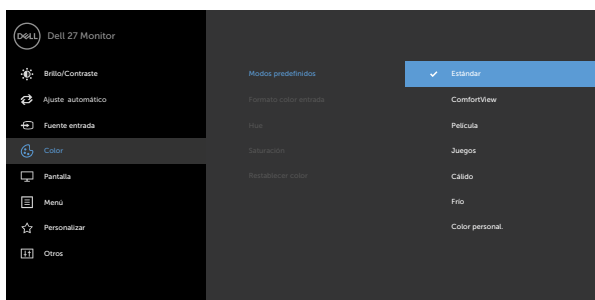 DELL Dell 27 Monitor
Brillo/Contraste
Ajuste automático
Fuente entrada
Color
Pantalla
Menú
Personalizar
Otros
Modos predefinidos
Formato color entrada
Hue
Saturación
Restablecer color
Estándar
ComfortView
Película
Juegos
Cálido
Frío
Color personal.